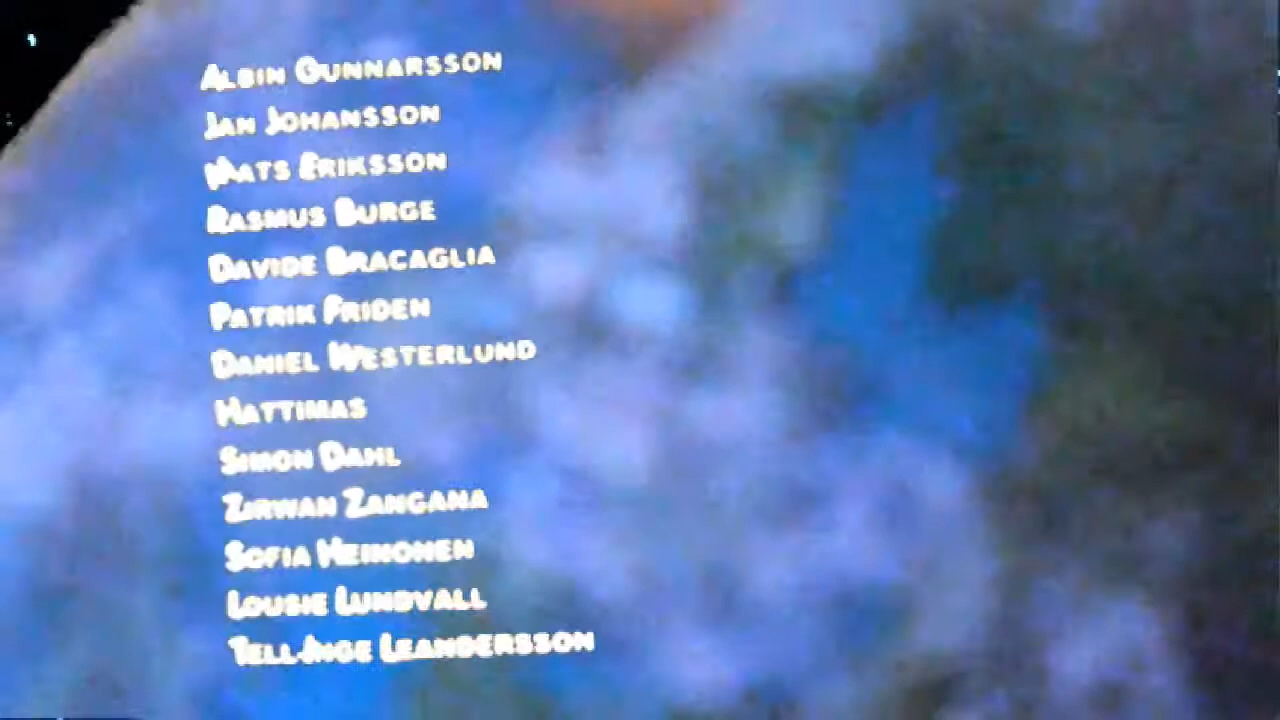 Albin Gunnarsson
Jan Johansson
Mats Eriksson
Rasmus Burge
Davide Bracaglia
Patrik Friden
Daniel Westerlund
Hattimas
Simon Dahl
Zirwan Zangana
Sofia Heinonen
Lousie Lundvall
Tell-Inge Leandersson